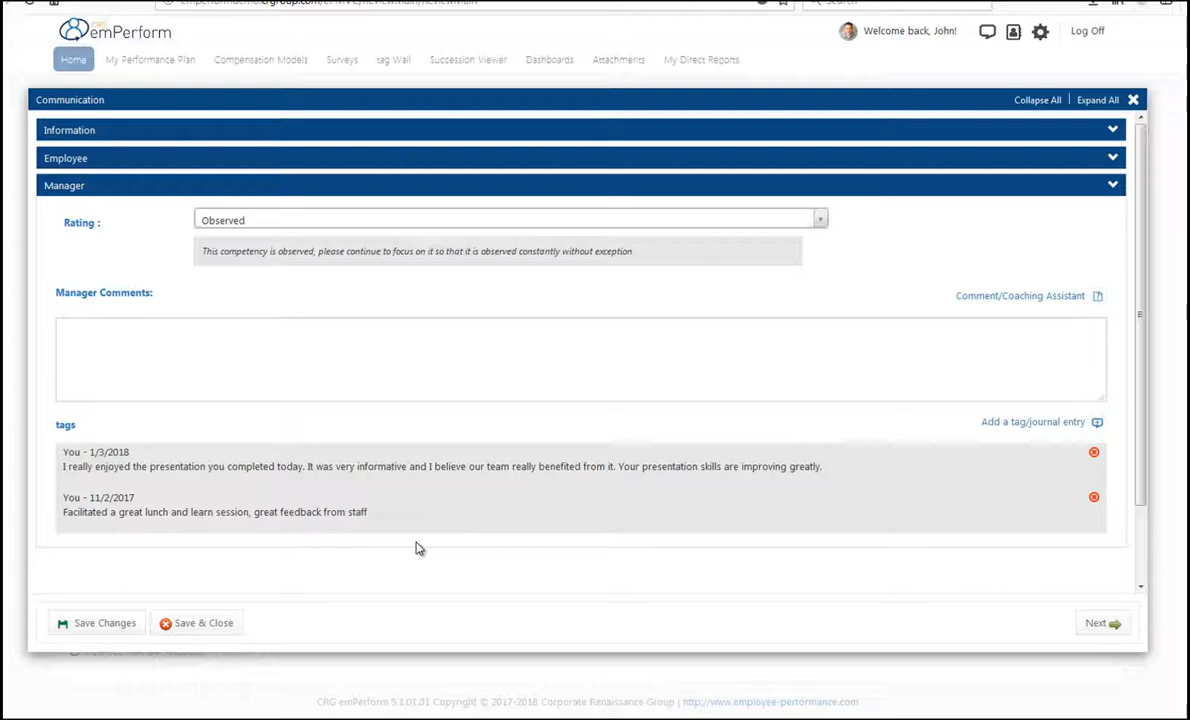 CRG
emPerform
Welcome back, John!
Log Off
Home
My Performance Plan
Compensation Models
Surveys
tag Wall
Succession Viewer
Dashboards
Attachments
My Direct Reports
Communication
Collapse All | Expand All
Information
Employee
Manager
Rating :
Observed
This competency is observed, please continue to focus on it so that it is observed constantly without exception
Manager Comments:
Comment/Coaching Assistant
tags
Add a tag/journal entry
You - 1/3/2018
I really enjoyed the presentation you completed today. It was very informative and I believe our team really benefited from it. Your presentation skills are improving greatly.
You - 11/2/2017
Facilitated a great lunch and learn session, great feedback from staff
Save Changes
Save & Close
Next
CRG emPerform 5.1.01.01 Copyright © 2017-2018 Corporate Renaissance Group | http://www.employee-performance.com